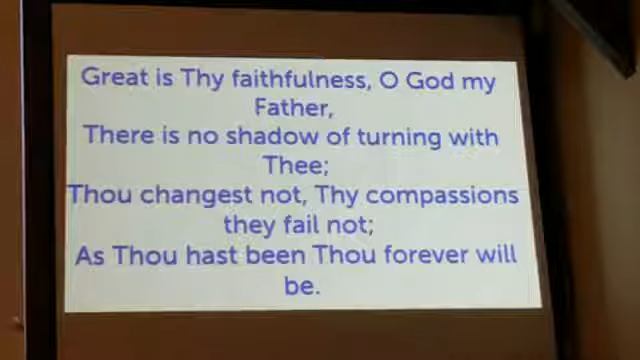 Great is Thy faithfulness, O God my
Father,
There is no shadow of turning with
Thee;
Thou changest not, Thy compassions
they fail not;
As Thou hast been Thou forever will
be.